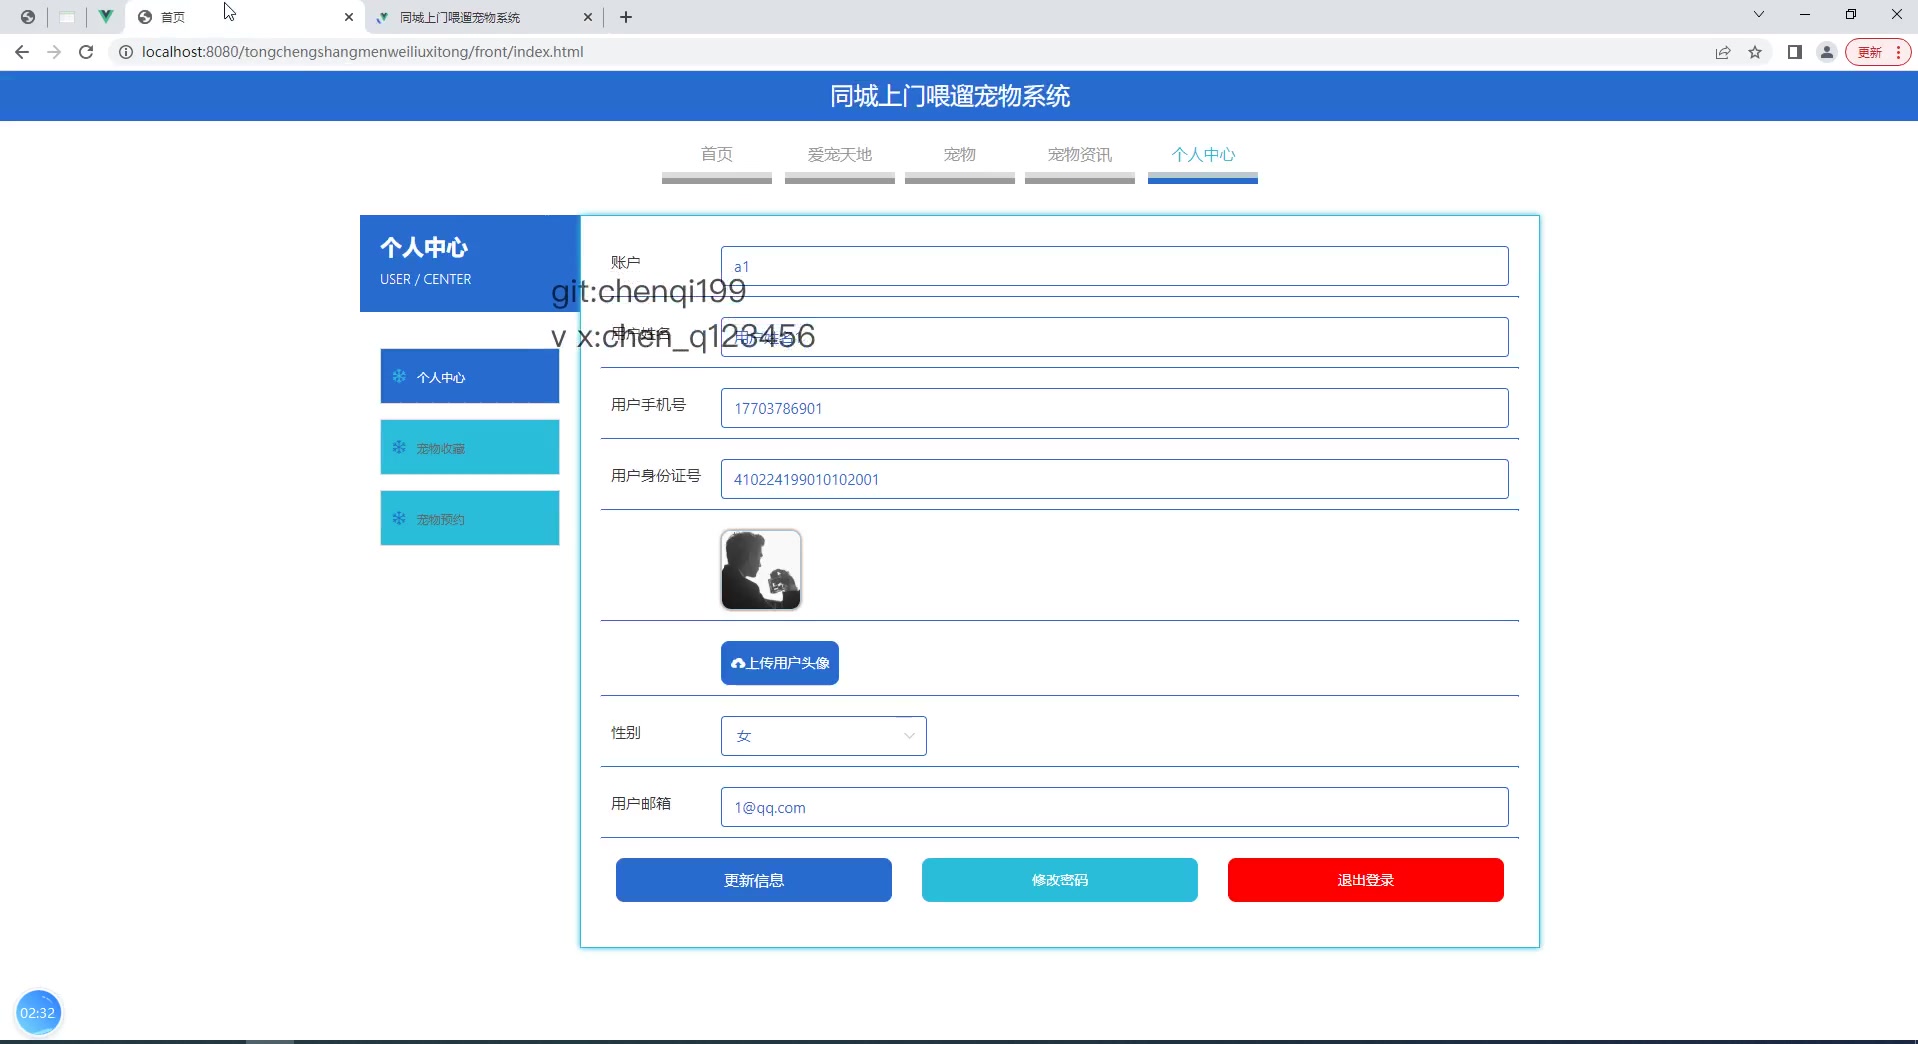 首页
同城上门喂遛宠物系统
localhost:8080/tongchengshangmenweiliuxitong/front/index.html
更新
同城上门喂遛宠物系统
首页
爱宠天地
宠物
宠物资讯
个人中心
个人中心
USER / CENTER
个人中心
宠物收藏
宠物预约
账户
a1
git:chenqi199
用户姓名
v x:chen_q123456
用户手机号
17703786901
用户身份证号
410224199010102001
上传用户头像
性别
女
用户邮箱
1@qq.com
更新信息
修改密码
退出登录
02:32